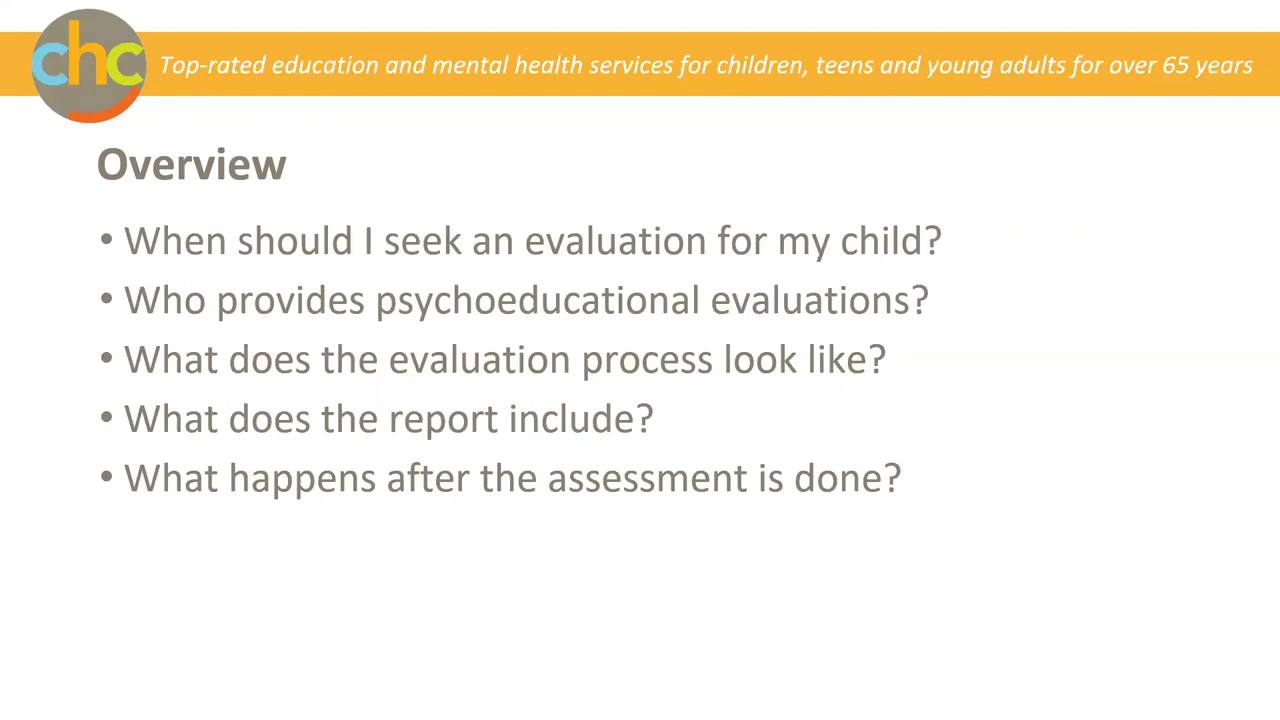 chc
Top-rated education and mental health services for children, teens and young adults for over 65 years
Overview
• When should I seek an evaluation for my child?
• Who provides psychoeducational evaluations?
• What does the evaluation process look like?
• What does the report include?
• What happens after the assessment is done?